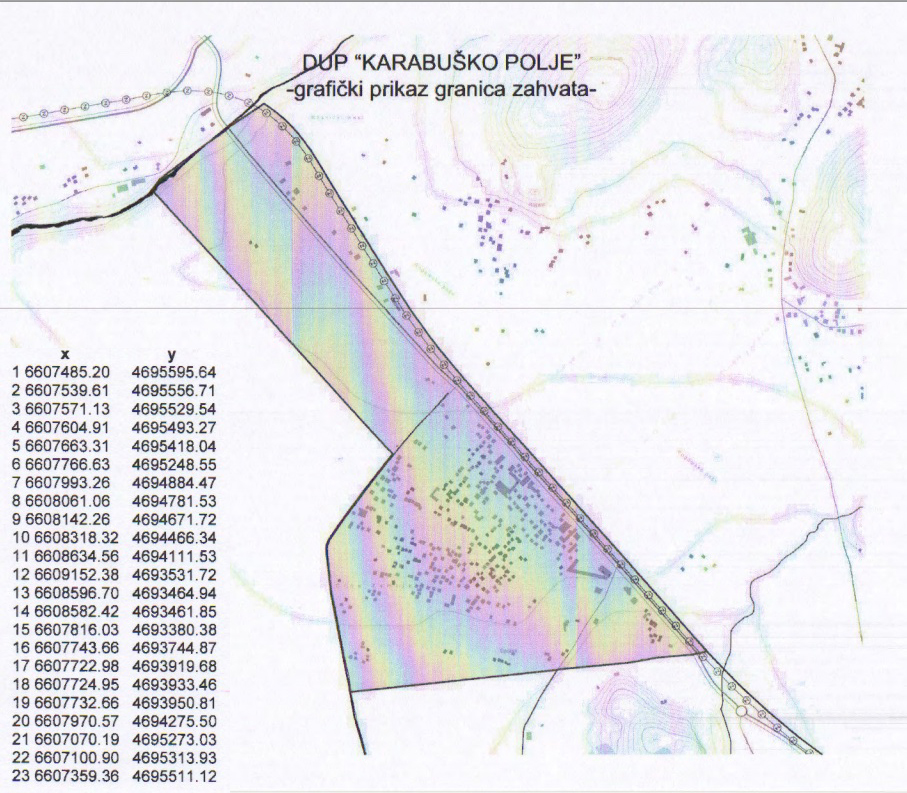 DUP “KARABUŠKO POLJE”
-grafički prikaz granica zahvata-
x y
1 6607485.20 4695595.64
2 6607539.61 4695556.71
3 6607571.13 4695529.54
4 6607604.91 4695493.27
5 6607663.31 4695418.04
6 6607766.63 4695248.55
7 6607993.26 4694884.47
8 6608061.06 4694781.53
9 6608142.26 4694671.72
10 6608318.32 4694466.34
11 6608634.56 4694111.53
12 6609152.38 4693531.72
13 6608596.70 4693464.94
14 6608582.42 4693461.85
15 6607816.03 4693380.38
16 6607743.66 4693744.87
17 6607722.98 4693919.68
18 6607724.95 4693933.46
19 6607732.66 4693950.81
20 6607970.57 4694275.50
21 6607070.19 4695273.03
22 6607100.90 4695313.93
23 6607359.36 4695511.12